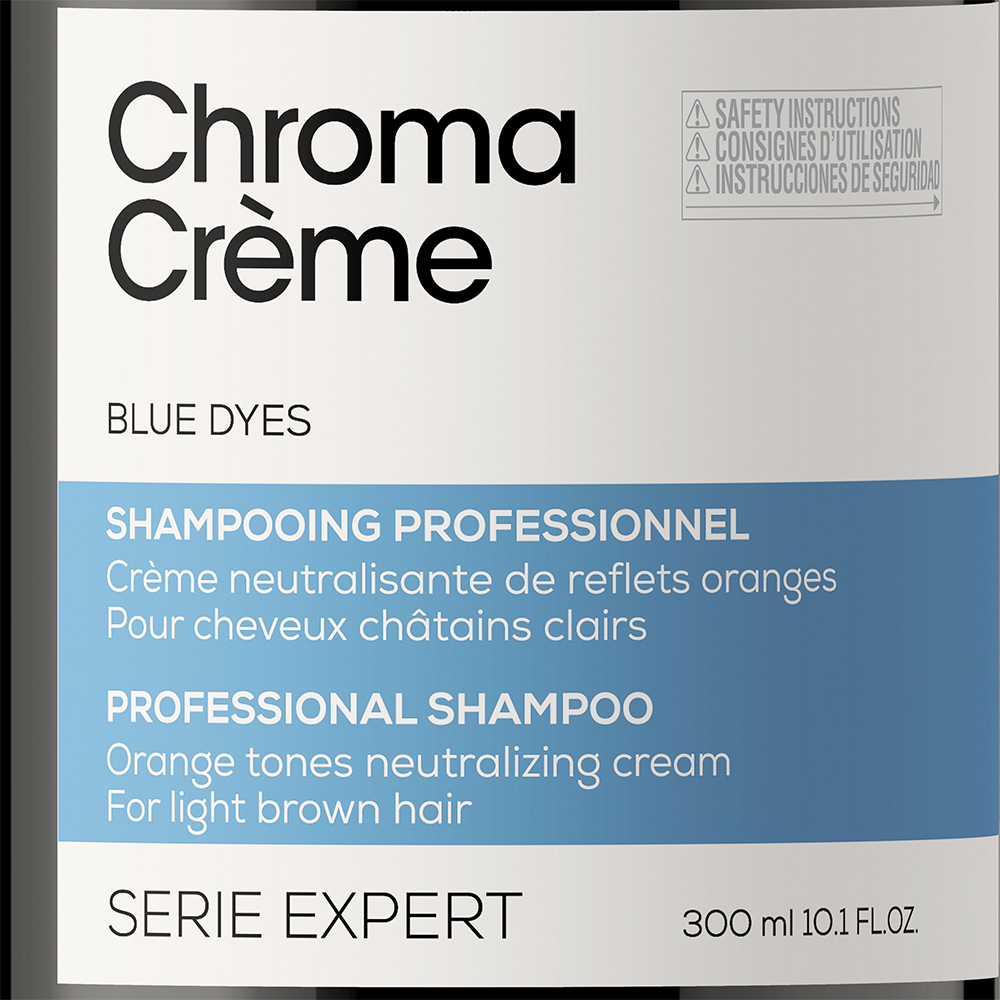 Chroma
Crème
⚠ SAFETY INSTRUCTIONS
⚠ CONSIGNES D'UTILISATION
⚠ INSTRUCCIONES DE SEGURIDAD
BLUE DYES
SHAMPOOING PROFESSIONNEL
Crème neutralisante de reflets oranges
Pour cheveux châtains clairs
PROFESSIONAL SHAMPOO
Orange tones neutralizing cream
For light brown hair
SERIE EXPERT
300 ml 10.1 FL.OZ.